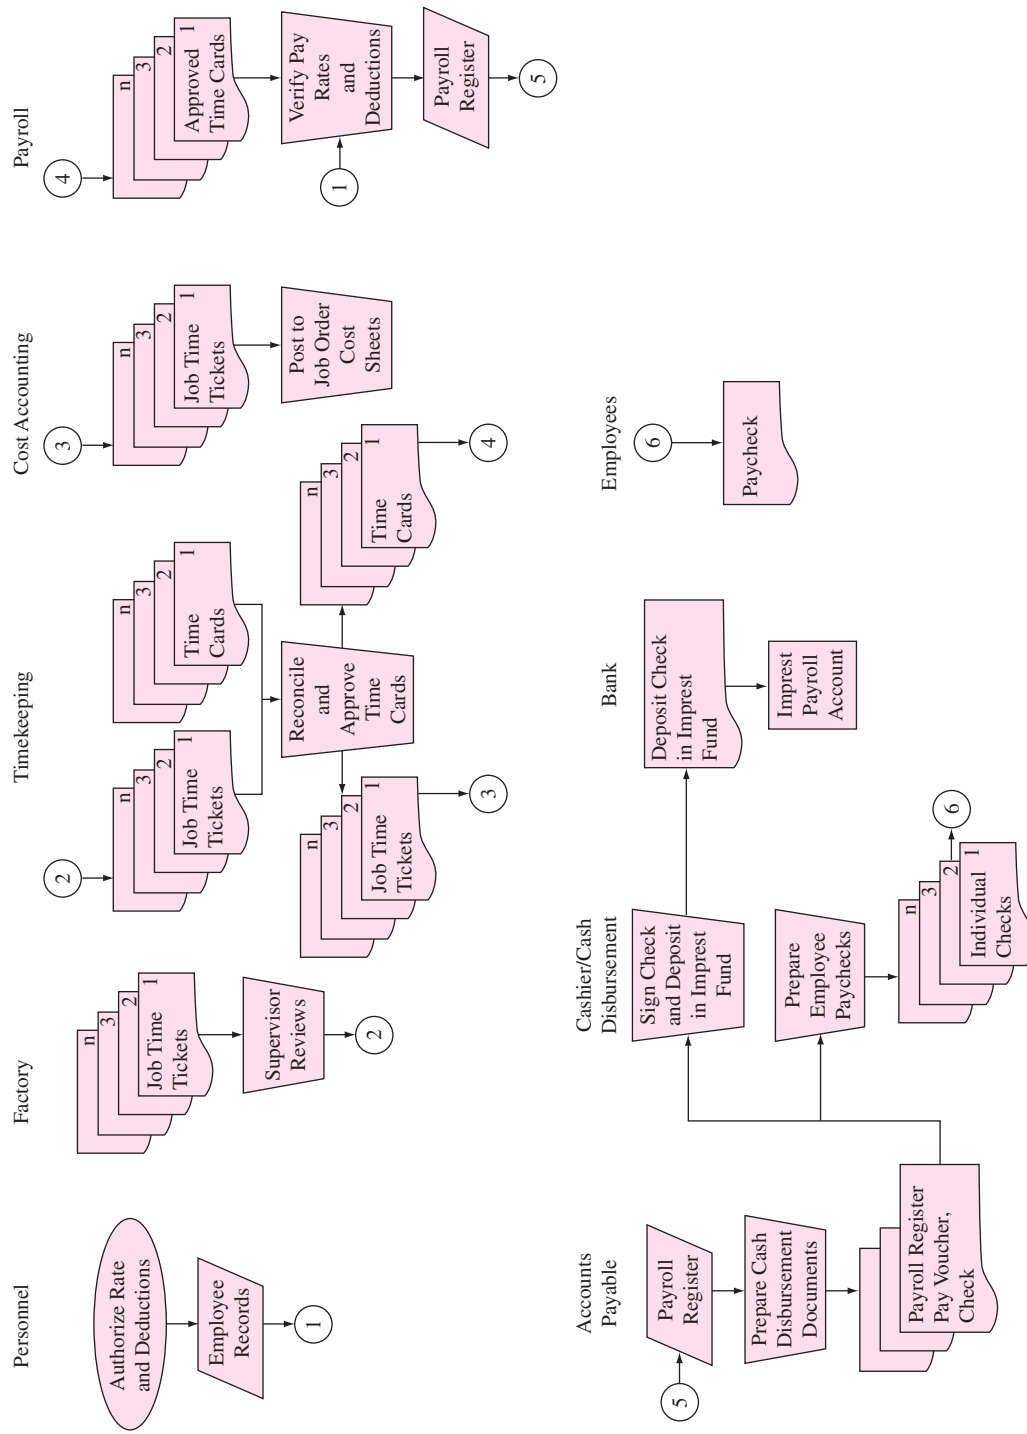 Personnel
Authorize Rate
and Deductions
Employee
Records
1
Factory
n
3
2
1
Job Time
Tickets
Supervisor
Reviews
2
Timekeeping
2
n
3
2
1
Job Time
Tickets
n
3
2
1
Time
Cards
Reconcile
and
Approve
Time
Cards
n
3
2
1
Job Time
Tickets
3
n
3
2
1
Time
Cards
4
Cost Accounting
3
n
3
2
1
Job Time
Tickets
Post to
Job Order
Cost
Sheets
Payroll
4
n
3
2
1
Approved
Time Cards
1
Verify Pay
Rates
and
Deductions
Payroll
Register
5
Accounts
Payable
5
Payroll
Register
Prepare Cash
Disbursement
Documents
Payroll Register
Pay Voucher,
Check
Cashier/Cash
Disbursement
Sign Check
and Deposit
in Imprest
Fund
Prepare
Employee
Paychecks
n
3
2
1
Individual
Checks
6
Bank
Deposit Check
in Imprest
Fund
Imprest
Payroll
Account
Employees
6
Paycheck